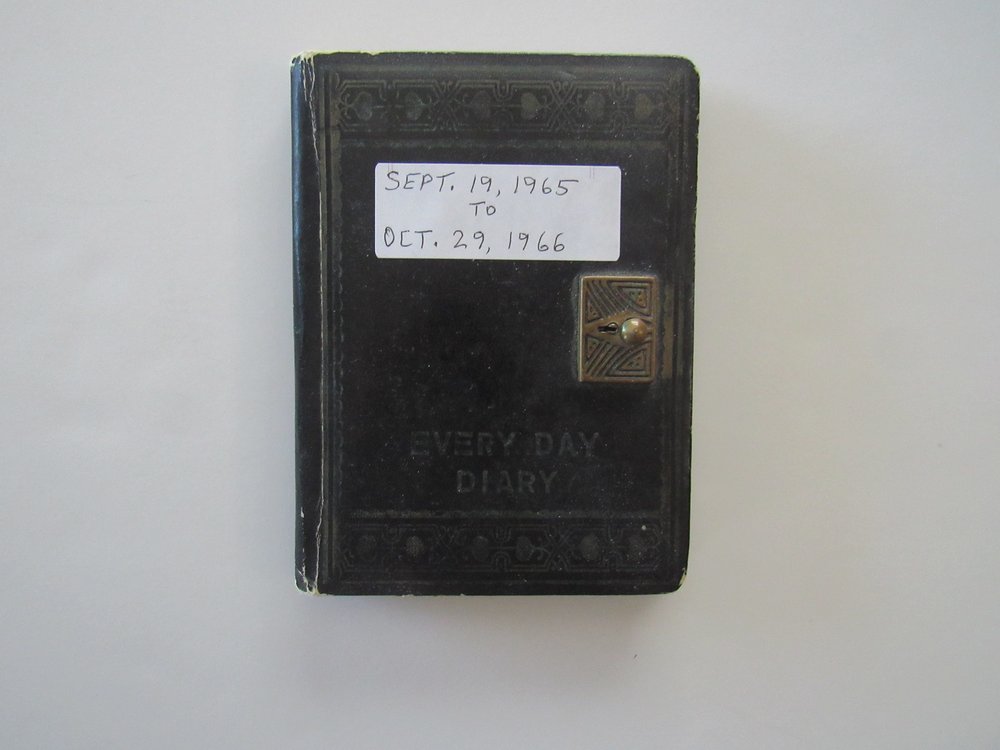 SEPT. 19, 1965
TO
OCT. 29, 1966
EVERY DAY
DIARY